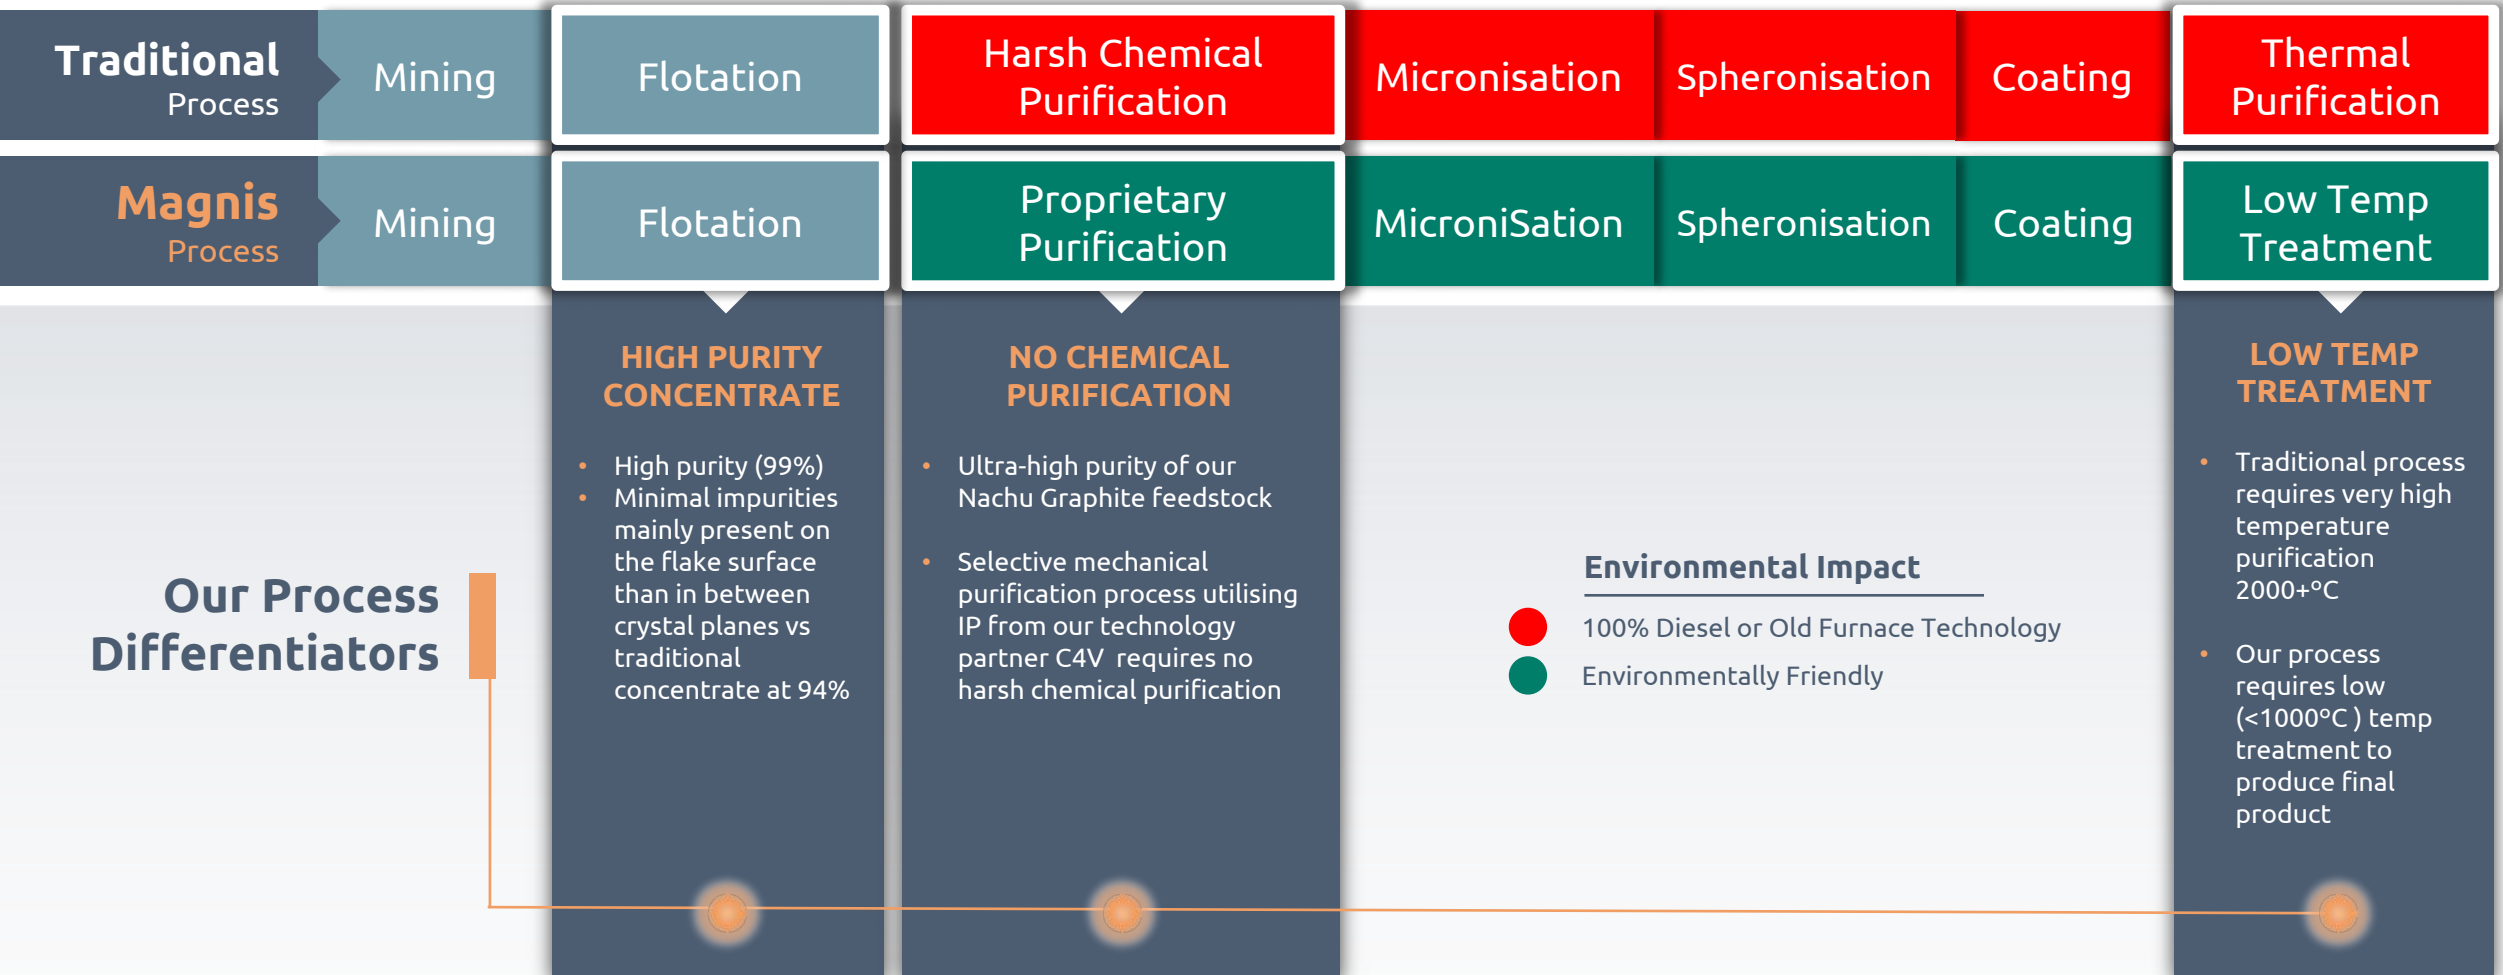 Traditional
Process
Mining
Flotation
Harsh Chemical
Purification
Micronisation
Spheronisation
Coating
Thermal
Purification
Magnis
Process
Mining
Flotation
Proprietary
Purification
MicroniSation
Spheronisation
Coating
Low Temp
Treatment
Our Process
Differentiators
HIGH PURITY
CONCENTRATE
• High purity (99%)
• Minimal impurities
mainly present on
the flake surface
than in between
crystal planes vs
traditional
concentrate at 94%
NO CHEMICAL
PURIFICATION
• Ultra-high purity of our
Nachu Graphite feedstock
• Selective mechanical
purification process utilising
IP from our technology
partner C4V requires no
harsh chemical purification
Environmental Impact
100% Diesel or Old Furnace Technology
Environmentally Friendly
LOW TEMP
TREATMENT
• Traditional process
requires very high
temperature
purification
2000+°C
• Our process
requires low
(<1000°C ) temp
treatment to
produce final
product